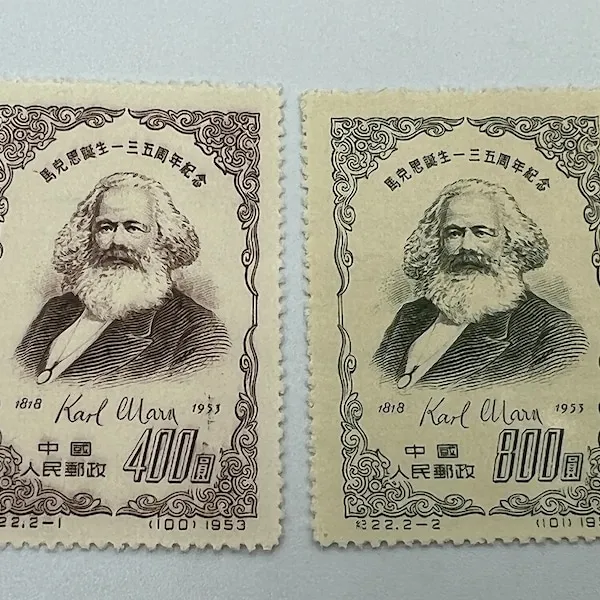 馬克思誕生一三五周年紀念
1818 Karl Marx 1953
中國
人民郵政
400圓
22.2-1 (100) 1953
馬克思誕生一三五周年紀念
1818 Karl Marx 1953
中國
人民郵政
800圓
紀22.2-2 (101) 195